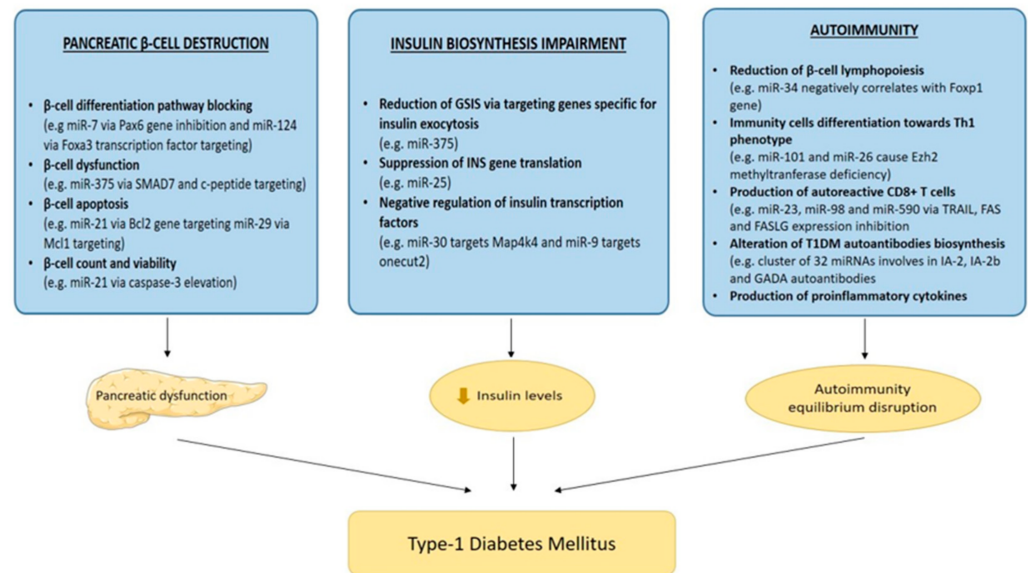 PANCREATIC β-CELL DESTRUCTION
• β-cell differentiation pathway blocking
(e.g miR-7 via Pax6 gene inhibition and miR-124
via Foxa3 transcription factor targeting)
• β-cell dysfunction
(e.g. miR-375 via SMAD7 and c-peptide targeting)
• β-cell apoptosis
(e.g. miR-21 via Bcl2 gene targeting miR-29 via
Mcl1 targeting)
• β-cell count and viability
(e.g. miR-21 via caspase-3 elevation)
INSULIN BIOSYNTHESIS IMPAIRMENT
• Reduction of GSIS via targeting genes specific for
insulin exocytosis
(e.g. miR-375)
• Suppression of INS gene translation
(e.g. miR-25)
• Negative regulation of insulin transcription
factors
(e.g. miR-30 targets Map4k4 and miR-9 targets
onecut2)
AUTOIMMUNITY
• Reduction of β-cell lymphopoiesis
(e.g. miR-34 negatively correlates with Foxp1
gene)
• Immunity cells differentiation towards Th1
phenotype
(e.g. miR-101 and miR-26 cause Ezh2
methyltranferase deficiency)
• Production of autoreactive CD8+ T cells
(e.g. miR-23, miR-98 and miR-590 via TRAIL, FAS
and FASLG expression inhibition
• Alteration of T1DM autoantibodies biosynthesis
(e.g. cluster of 32 miRNAs involves in IA-2, IA-2b
and GADA autoantibodies
• Production of proinflammatory cytokines
Pancreatic dysfunction
Insulin levels
Autoimmunity
equilibrium disruption
Type-1 Diabetes Mellitus